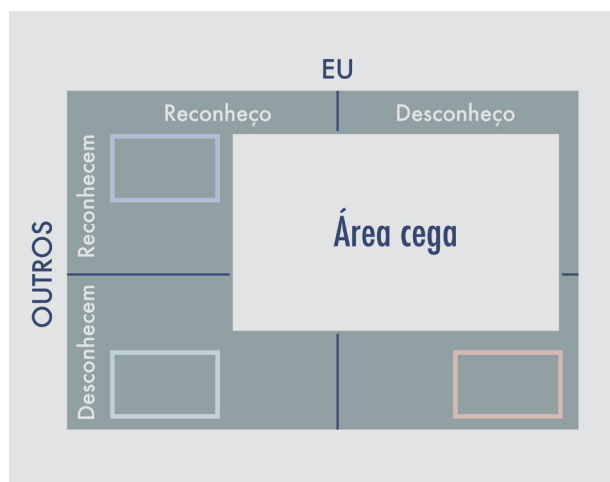 EU
Reconheço
Desconheço
OUTROS
Reconhecem
Área cega
Desconhecem